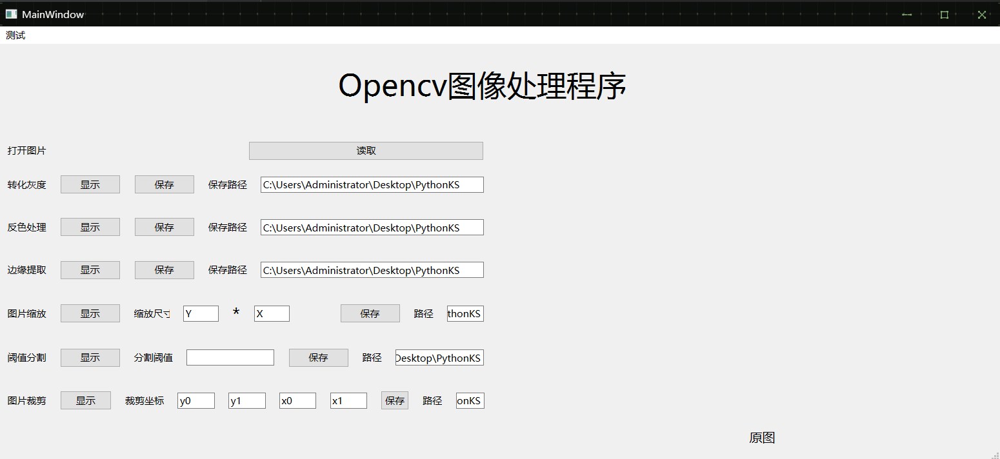 MainWindow
测试
Opencv图像处理程序
打开图片 读取
转化灰度 显示 保存 保存路径 C:\Users\Administrator\Desktop\PythonKS
反色处理 显示 保存 保存路径 C:\Users\Administrator\Desktop\PythonKS
边缘提取 显示 保存 保存路径 C:\Users\Administrator\Desktop\PythonKS
图片缩放 显示 缩放尺寸 Y * X 保存 路径 thonKS
阈值分割 显示 分割阈值 保存 路径 Desktop\PythonKS
图片裁剪 显示 裁剪坐标 y0 y1 x0 x1 保存 路径 onKS
原图